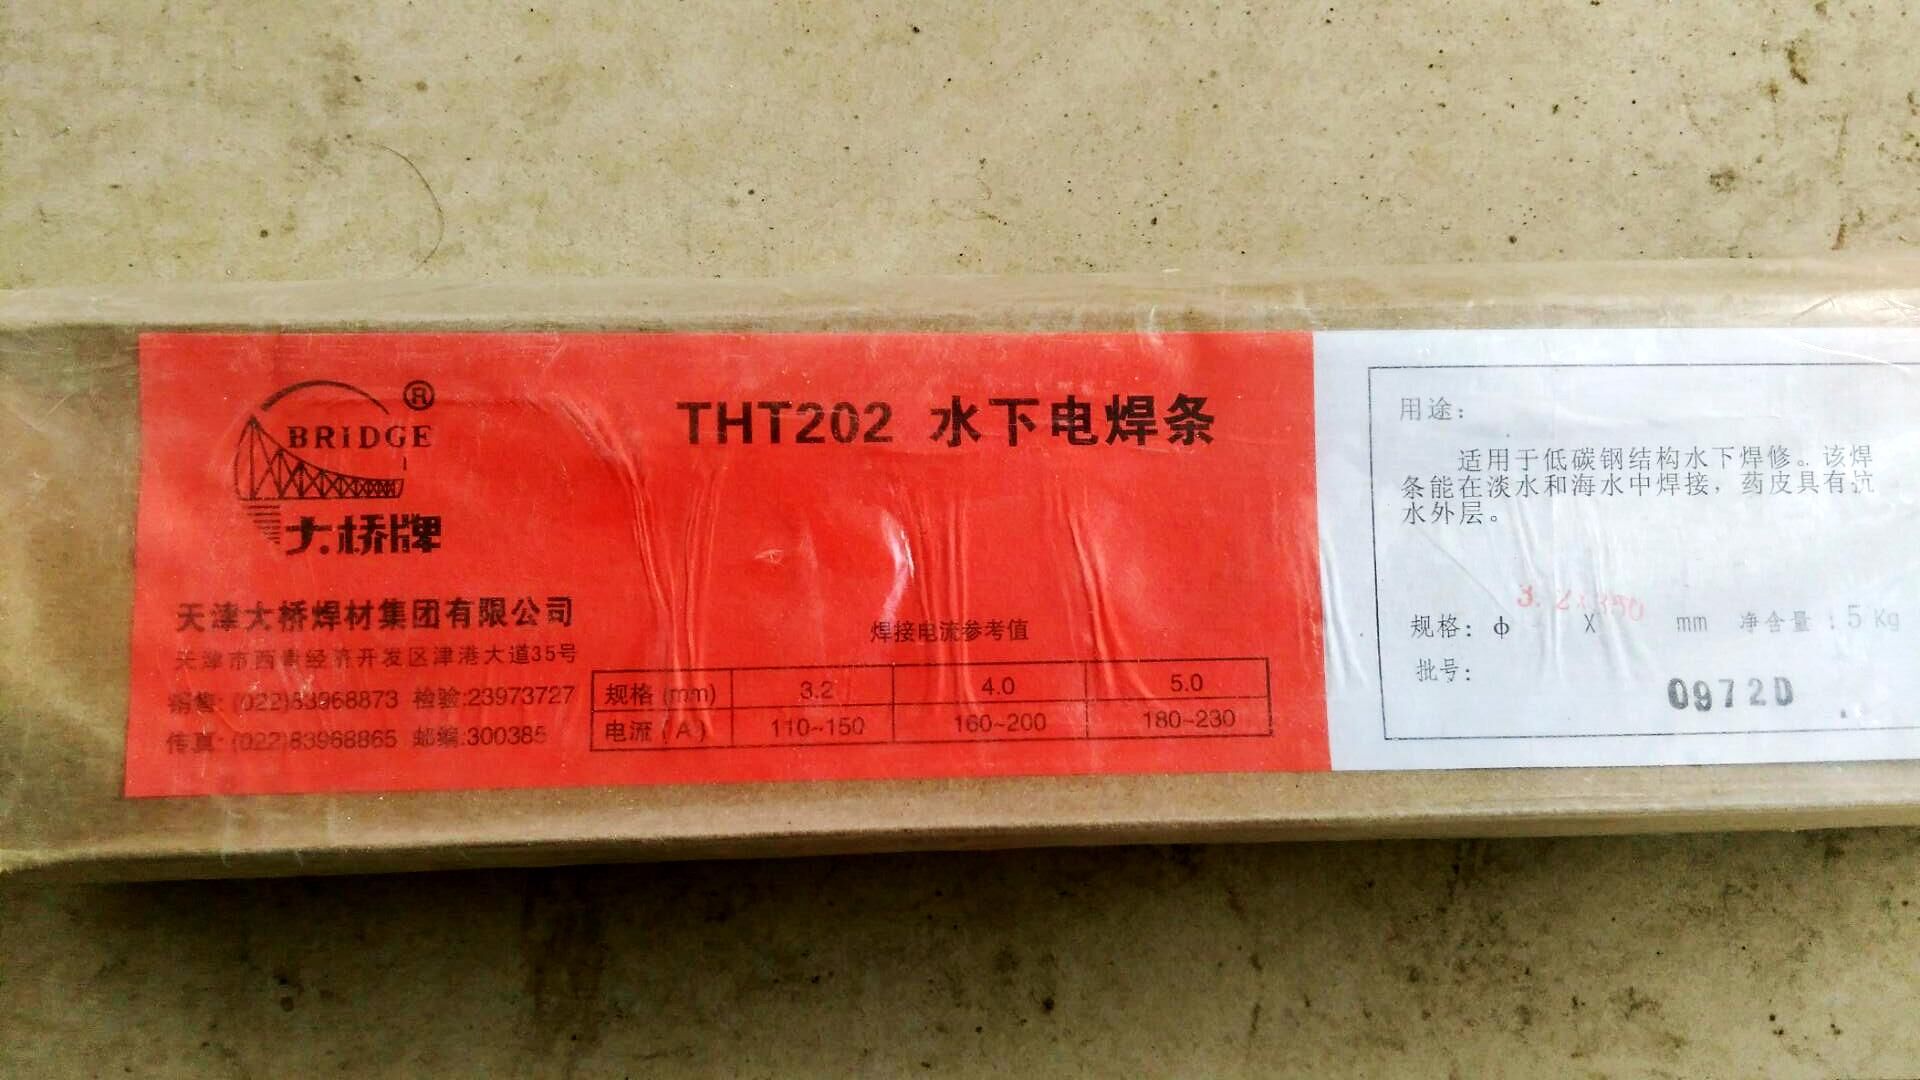 BRIDGE ®
大桥牌
THT202 水下电焊条
天津大桥焊材集团有限公司
天津市西青经济开发区津港大道35号
销售: (022)83968873 检验:23973727
传真: (022)83968865 邮编:300385
焊接电流参考值
规格 (mm) 3.2 4.0 5.0
电流 (A) 110~150 160~200 180~230
用途:
适用于低碳钢结构水下焊修。该焊
条能在淡水和海水中焊接，药皮具有抗
水外层。
3.2×350
规格: φ X mm 净含量: 5Kg
批号:
0972D